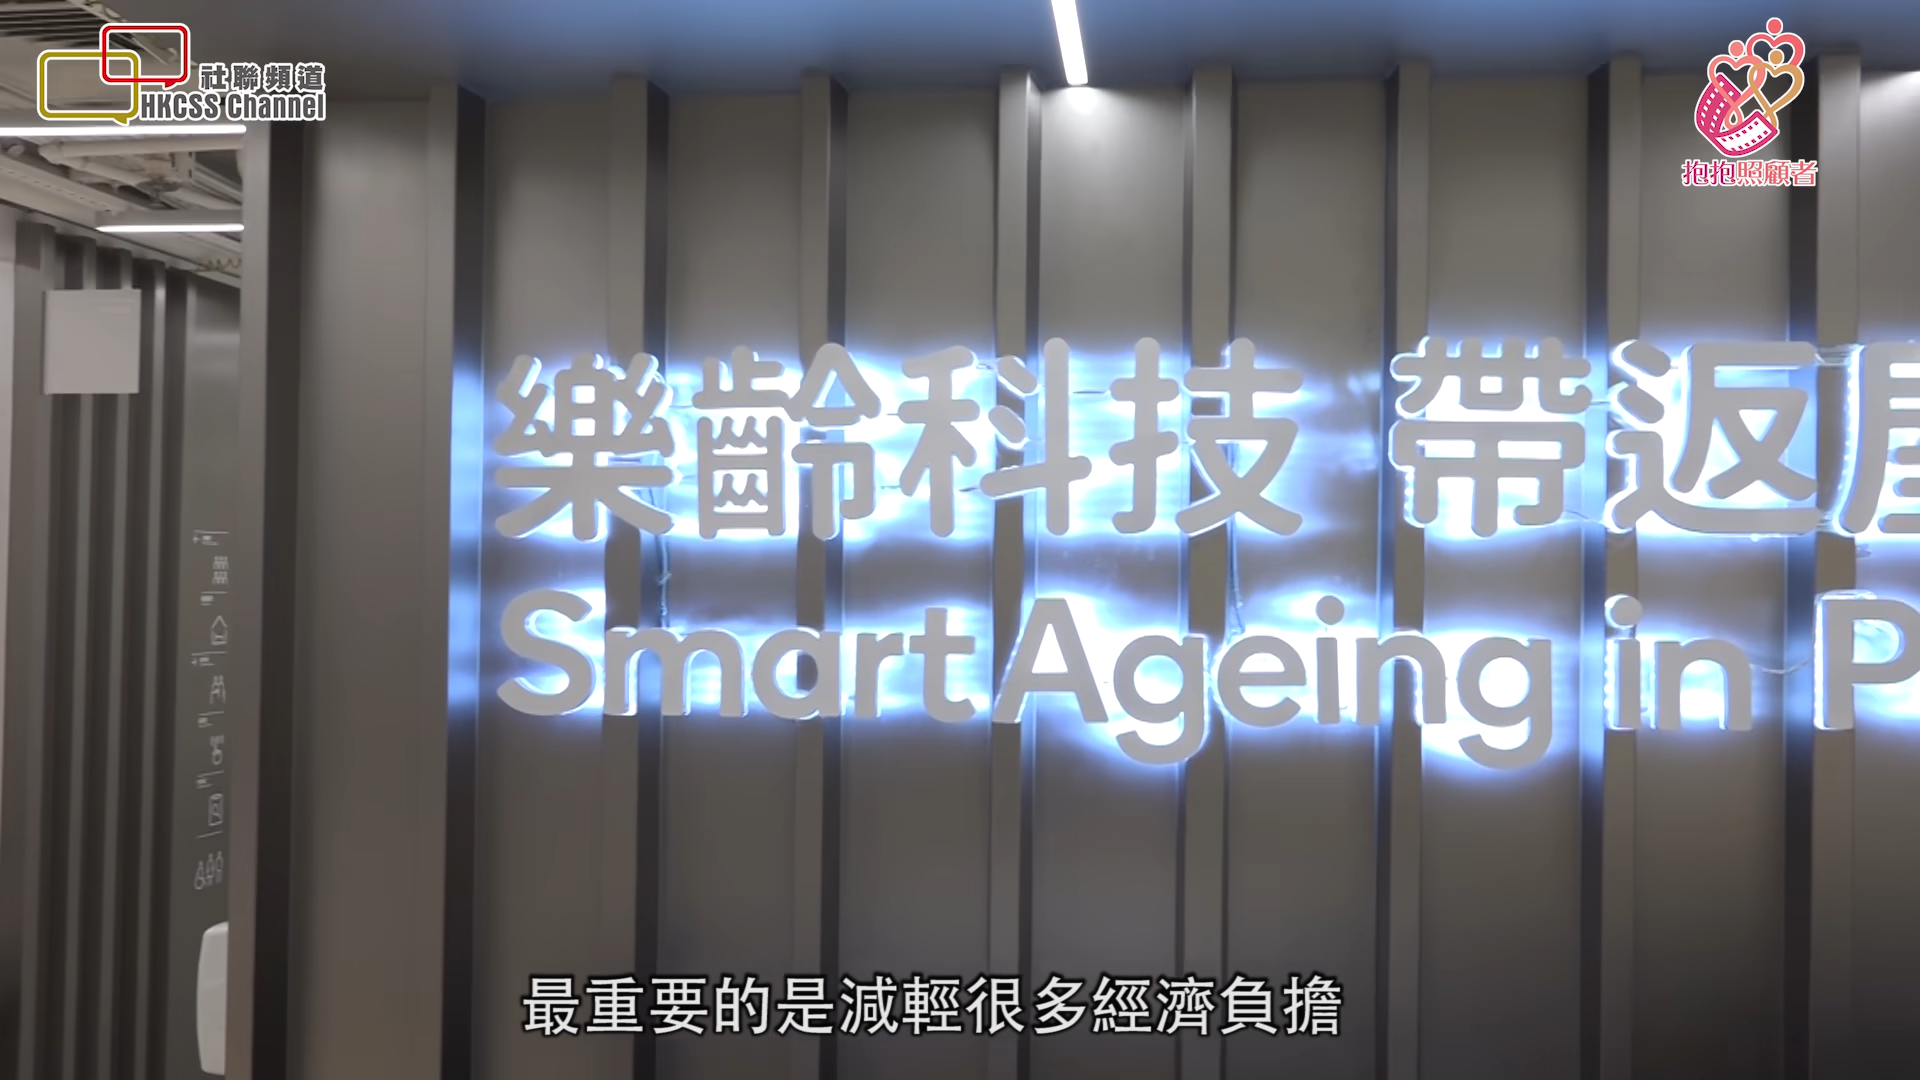 社聯頻道
HKCSS Channel
抱抱照顧者
樂齡科技 帶返
Smart Ageing in P
最重要的是減輕很多經濟負擔